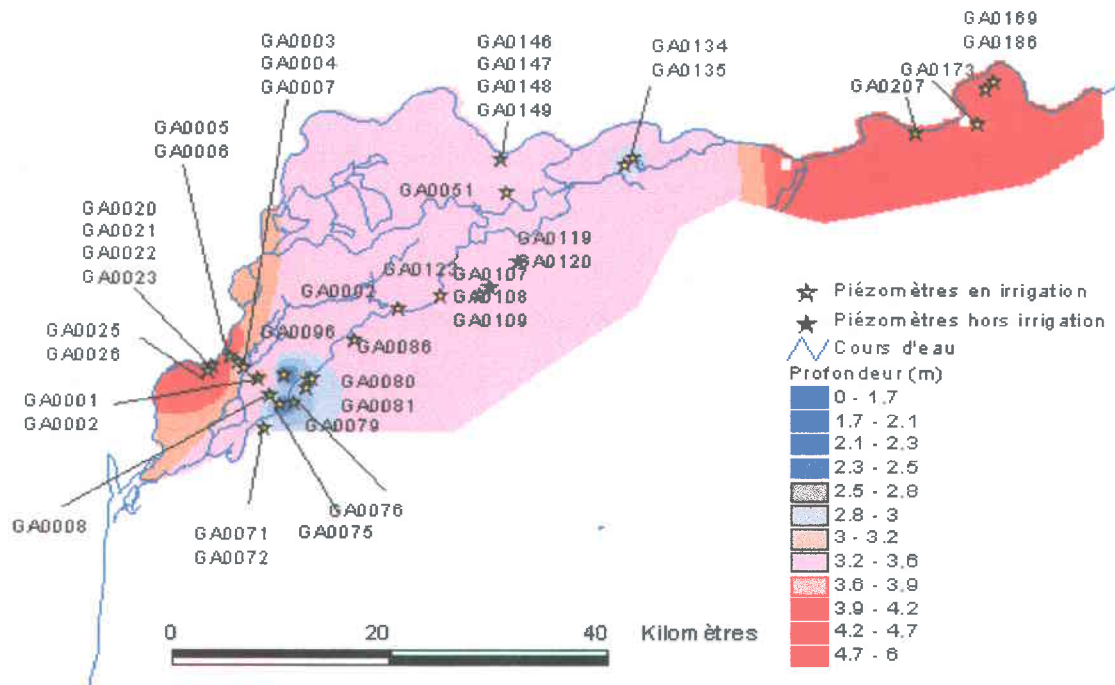 GA0003
GA0004
GA0007
GA0146
GA0147
GA0148
GA0149
GA0134
GA0135
GA0169
GA0186
GA0173
GA0207
GA0005
GA0006
GA0051
GA0020
GA0021
GA0022
GA0023
GA0119
GA0120
GA0123
GA0107
GA0108
GA0109
GA0002
GA0025
GA0026
GA0096
GA0086
GA0080
GA0081
GA0001
GA0002
GA0079
GA0008
GA0076
GA0075
GA0071
GA0072
Piézomètres en irrigation
Piézomètres hors irrigation
Cours d'eau
Profondeur (m)
0 - 1.7
1.7 - 2.1
2.1 - 2.3
2.3 - 2.5
2.5 - 2.8
2.8 - 3
3 - 3.2
3.2 - 3.6
3.6 - 3.9
3.9 - 4.2
4.2 - 4.7
4.7 - 6
0 20 40 Kilomètres